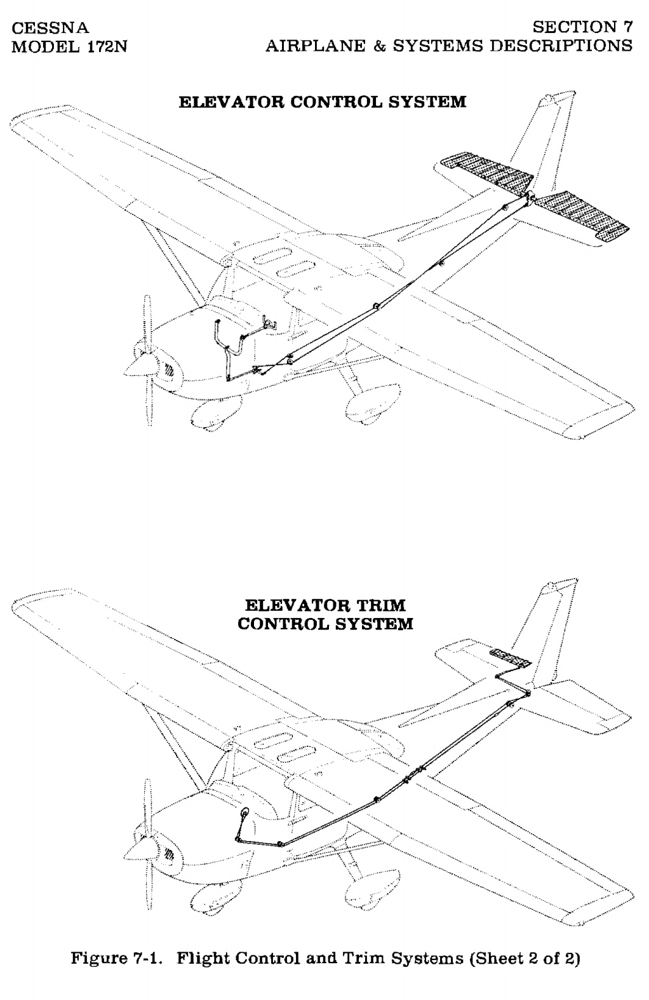 CESSNA
MODEL 172N
SECTION 7
AIRPLANE & SYSTEMS DESCRIPTIONS
ELEVATOR CONTROL SYSTEM
ELEVATOR TRIM
CONTROL SYSTEM
Figure 7-1. Flight Control and Trim Systems (Sheet 2 of 2)